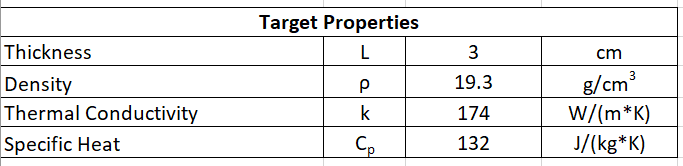 Target Properties
Thickness L 3 cm
Density ρ 19.3 g/cm³
Thermal Conductivity k 174 W/(m*K)
Specific Heat Cₚ 132 J/(kg*K)